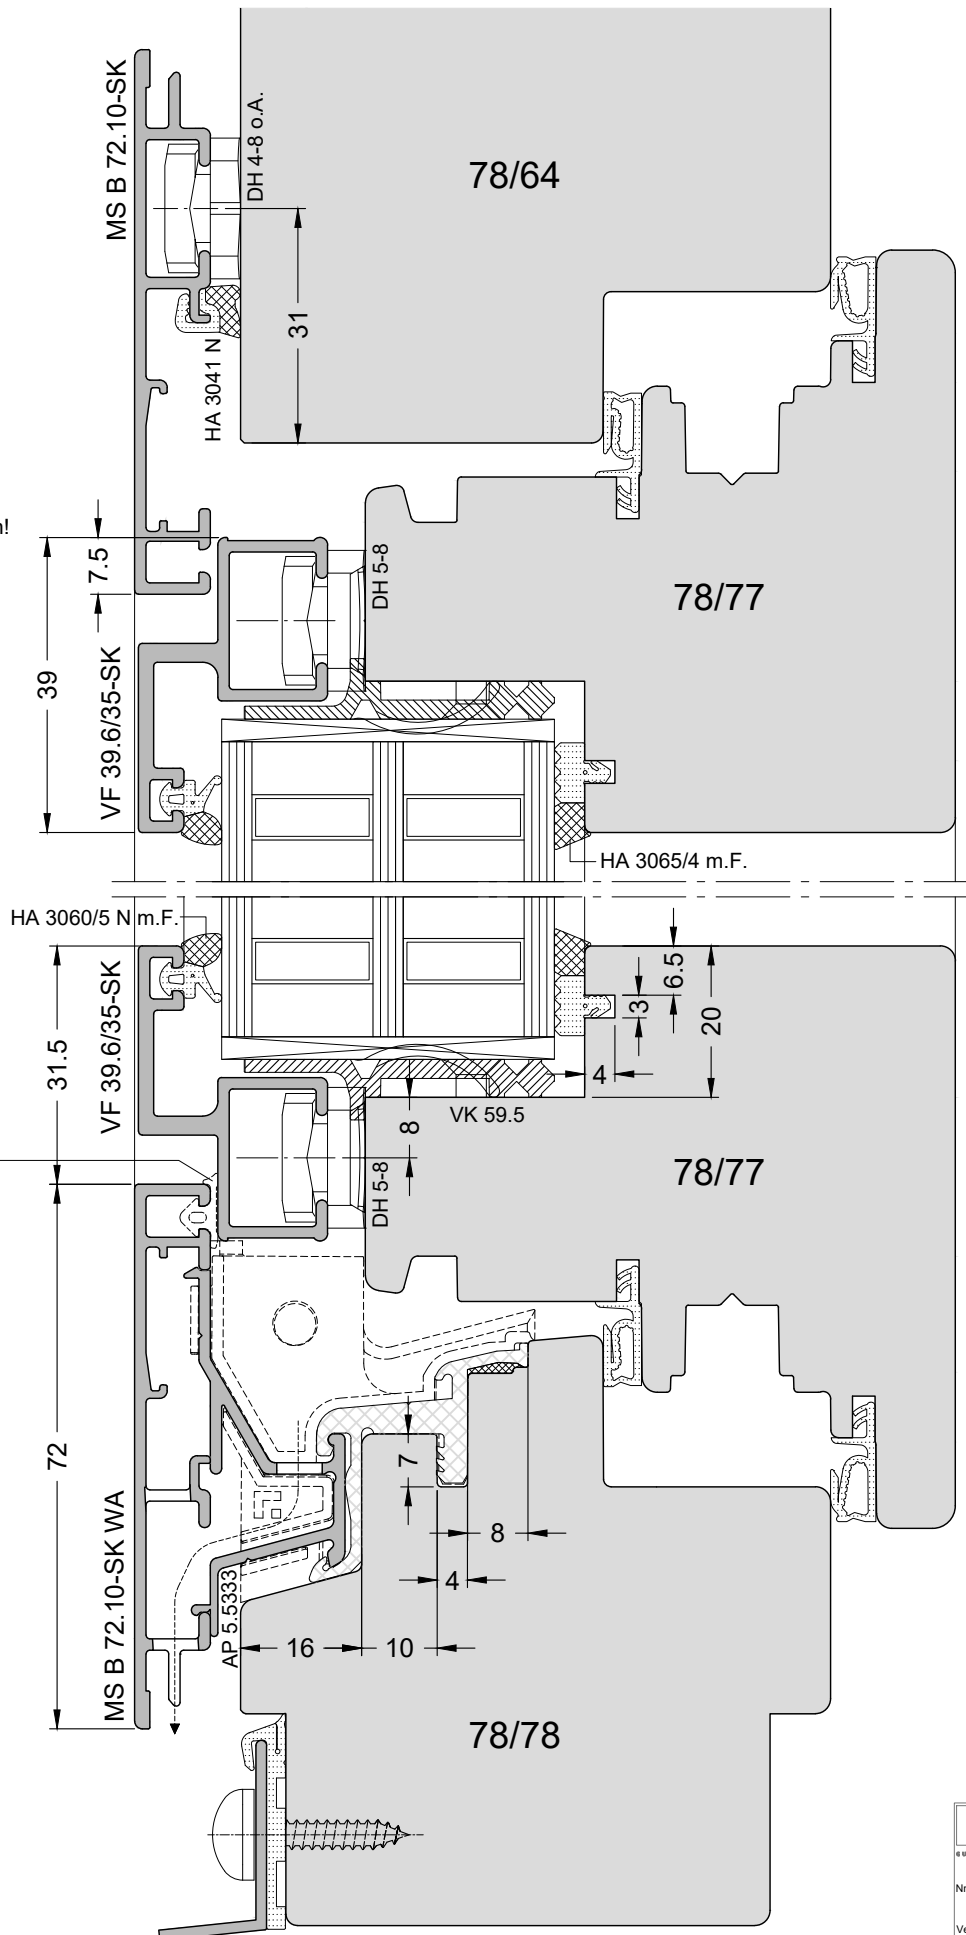 MS B 72.10-SK
DH 4-8 o.A.
78/64
31
HA 3041 N
n!
7.5
39
DH 5-8
78/77
VF 39.6/35-SK
HA 3065/4 m.F.
HA 3060/5 N m.F.
31.5
VF 39.6/35-SK
6.5
3
20
4
8
VK 59.5
DH 5-8
78/77
72
7
8
4
MS B 72.10-SK WA
AP 5.5333
16
10
78/78
Nr
Ve